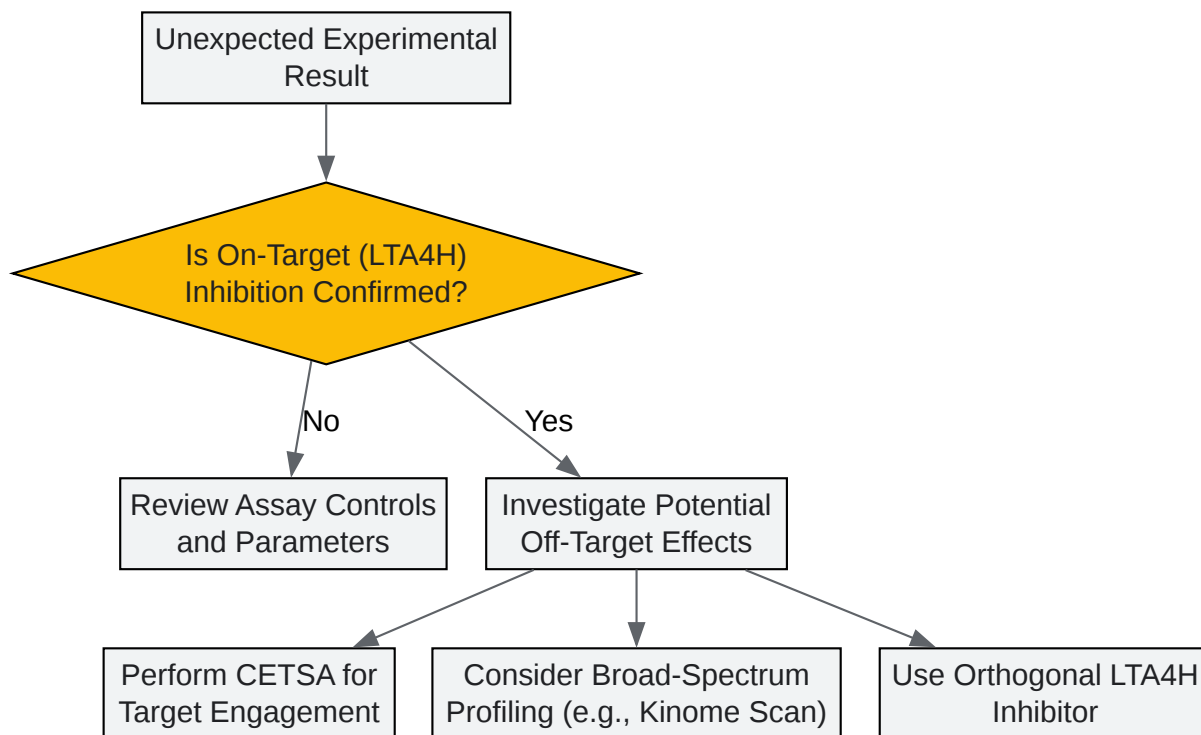 Unexpected Experimental
Result
Is On-Target (LTA4H)
Inhibition Confirmed?
No
Yes
Review Assay Controls
and Parameters
Investigate Potential
Off-Target Effects
Perform CETSA for
Target Engagement
Consider Broad-Spectrum
Profiling (e.g., Kinome Scan)
Use Orthogonal LTA4H
Inhibitor